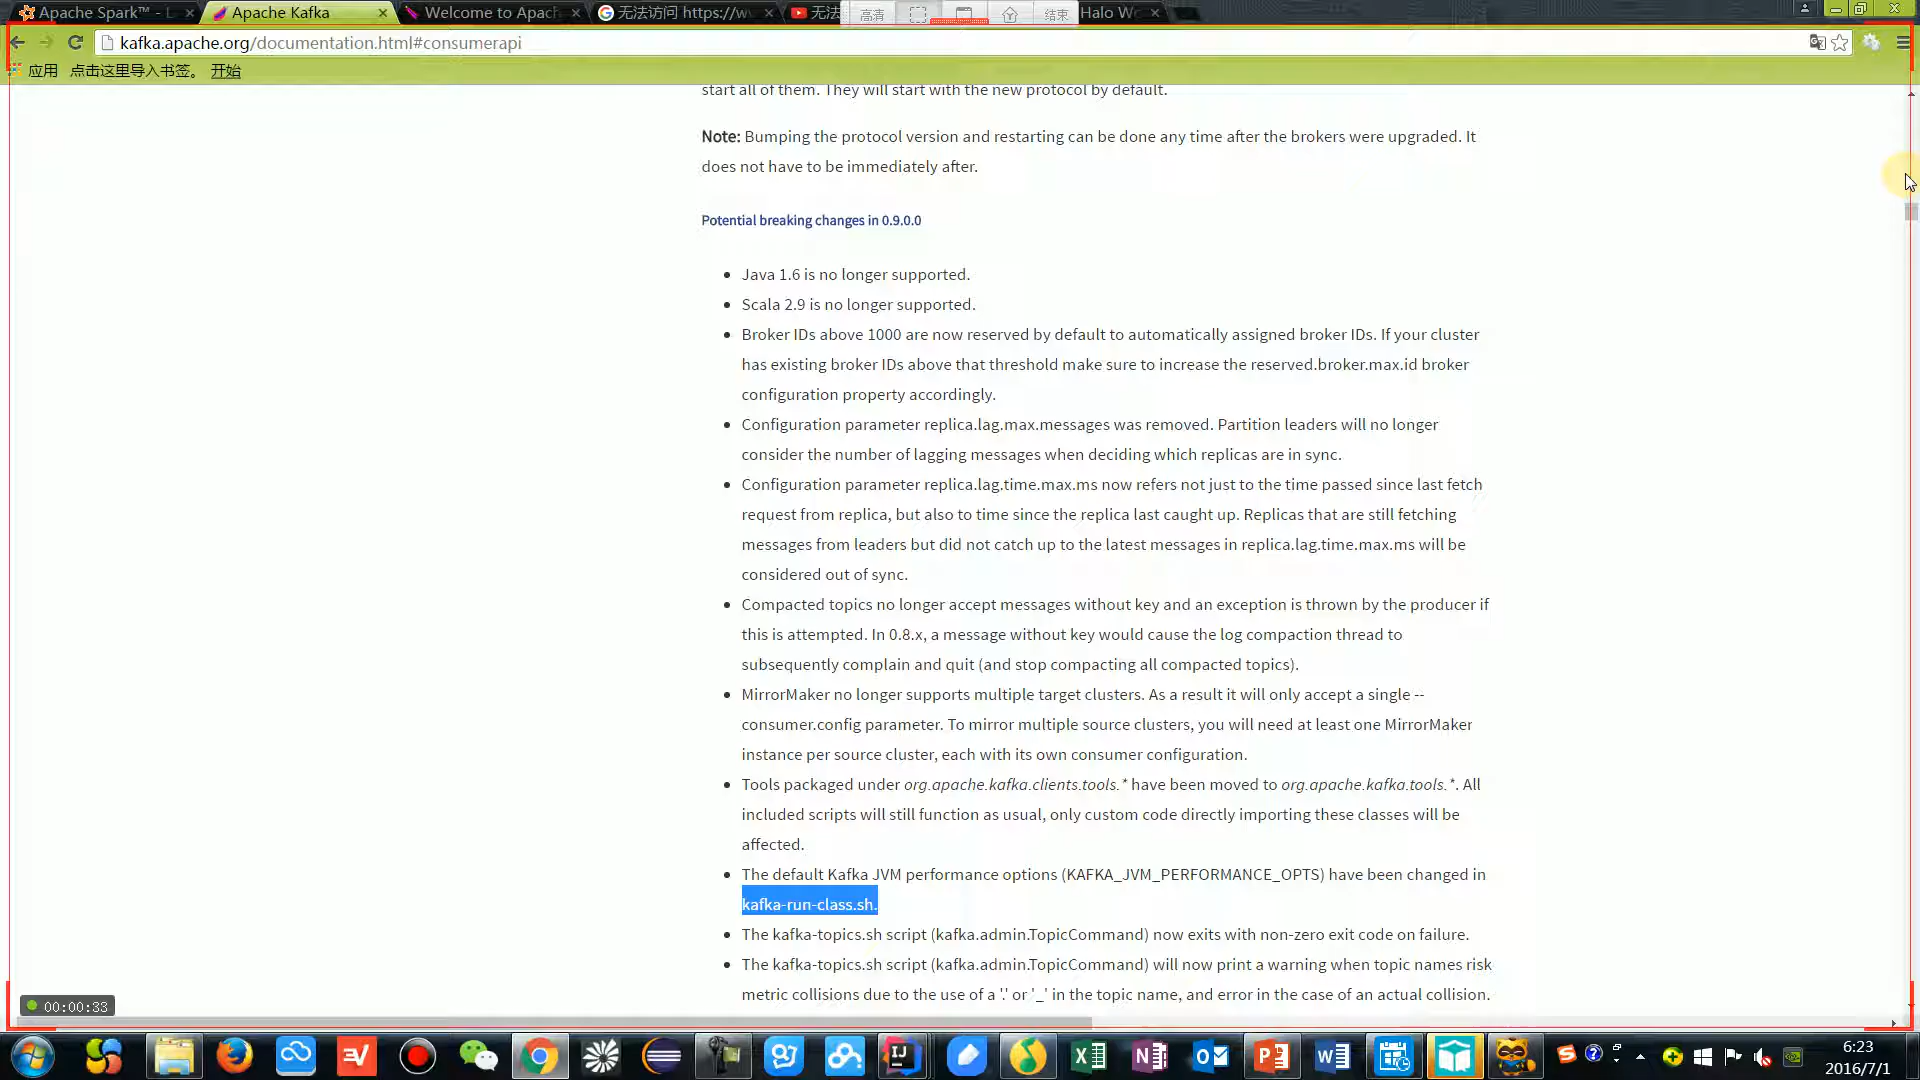 Apache Spark™ - L
Apache Kafka
Welcome to Apach
无法访问 https://w
无法
高清
结束
Halo W
kafka.apache.org/documentation.html#consumerapi
应用 点击这里导入书签。 开始
start all of them. They will start with the new protocol by default.
Note: Bumping the protocol version and restarting can be done any time after the brokers were upgraded. It
does not have to be immediately after.
Potential breaking changes in 0.9.0.0
Java 1.6 is no longer supported.
Scala 2.9 is no longer supported.
Broker IDs above 1000 are now reserved by default to automatically assigned broker IDs. If your cluster
has existing broker IDs above that threshold make sure to increase the reserved.broker.max.id broker
configuration property accordingly.
Configuration parameter replica.lag.max.messages was removed. Partition leaders will no longer
consider the number of lagging messages when deciding which replicas are in sync.
Configuration parameter replica.lag.time.max.ms now refers not just to the time passed since last fetch
request from replica, but also to time since the replica last caught up. Replicas that are still fetching
messages from leaders but did not catch up to the latest messages in replica.lag.time.max.ms will be
considered out of sync.
Compacted topics no longer accept messages without key and an exception is thrown by the producer if
this is attempted. In 0.8.x, a message without key would cause the log compaction thread to
subsequently complain and quit (and stop compacting all compacted topics).
MirrorMaker no longer supports multiple target clusters. As a result it will only accept a single --
consumer.config parameter. To mirror multiple source clusters, you will need at least one MirrorMaker
instance per source cluster, each with its own consumer configuration.
Tools packaged under org.apache.kafka.clients.tools.* have been moved to org.apache.kafka.tools.*. All
included scripts will still function as usual, only custom code directly importing these classes will be
affected.
The default Kafka JVM performance options (KAFKA_JVM_PERFORMANCE_OPTS) have been changed in
kafka-run-class.sh.
The kafka-topics.sh script (kafka.admin.TopicCommand) now exits with non-zero exit code on failure.
The kafka-topics.sh script (kafka.admin.TopicCommand) will now print a warning when topic names risk
metric collisions due to the use of a '.' or '_' in the topic name, and error in the case of an actual collision.
00:00:33
6:23
2016/7/1